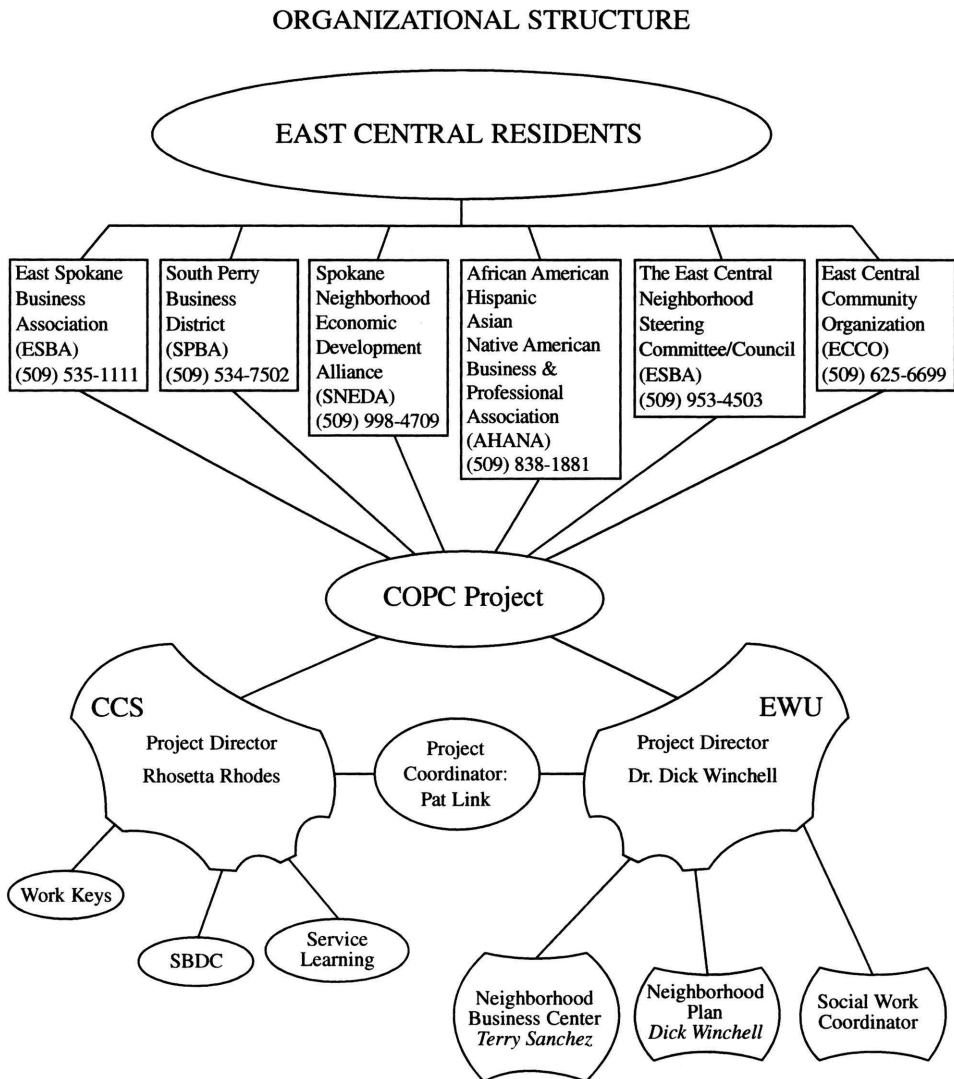 ORGANIZATIONAL STRUCTURE
EAST CENTRAL RESIDENTS
East Spokane
Business
Association
(ESBA)
(509) 535-1111
South Perry
Business
District
(SPBA)
(509) 534-7502
Spokane
Neighborhood
Economic
Development
Alliance
(SNEDA)
(509) 998-4709
African American
Hispanic
Asian
Native American
Business &
Professional
Association
(AHANA)
(509) 838-1881
The East Central
Neighborhood
Steering
Committee/Council
(ESBA)
(509) 953-4503
East Central
Community
Organization
(ECCO)
(509) 625-6699
COPC Project
CCS
Project Director
Rhosetta Rhodes
Project
Coordinator:
Pat Link
EWU
Project Director
Dr. Dick Winchell
Work Keys
SBDC
Service
Learning
Neighborhood
Business Center
Terry Sanchez
Neighborhood
Plan
Dick Winchell
Social Work
Coordinator